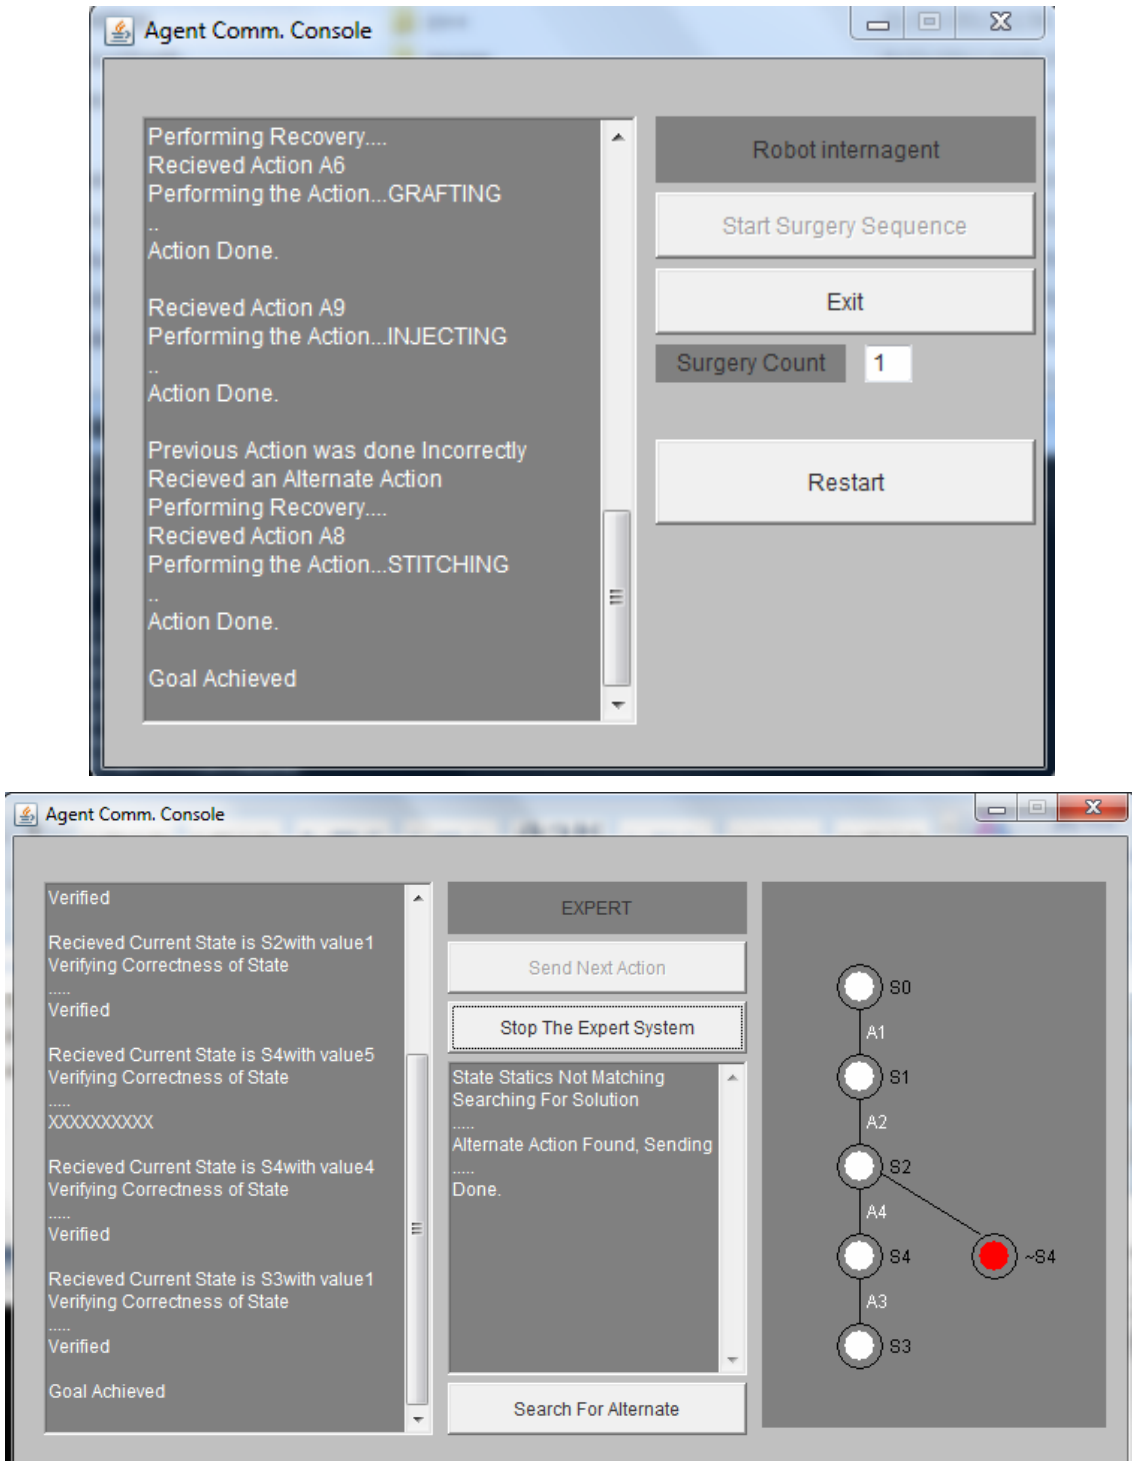 Agent Comm. Console
Performing Recovery....
Recieved Action A6
Performing the Action...GRAFTING
..
Action Done.
Recieved Action A9
Performing the Action...INJECTING
..
Action Done.
Previous Action was done Incorrectly
Recieved an Alternate Action
Performing Recovery....
Recieved Action A8
Performing the Action...STITCHING
..
Action Done.
Goal Achieved
Robot internagent
Start Surgery Sequence
Exit
Surgery Count 1
Restart
Agent Comm. Console
Verified
Recieved Current State is S2with value1
Verifying Correctness of State
.....
Verified
Recieved Current State is S4with value5
Verifying Correctness of State
.....
XXXXXXXXXX
Recieved Current State is S4with value4
Verifying Correctness of State
.....
Verified
Recieved Current State is S3with value1
Verifying Correctness of State
.....
Verified
Goal Achieved
EXPERT
Send Next Action
Stop The Expert System
State Statics Not Matching
Searching For Solution
.....
Alternate Action Found, Sending
.....
Done.
Search For Alternate
S0
A1
S1
A2
S2
A4
S4
~S4
A3
S3